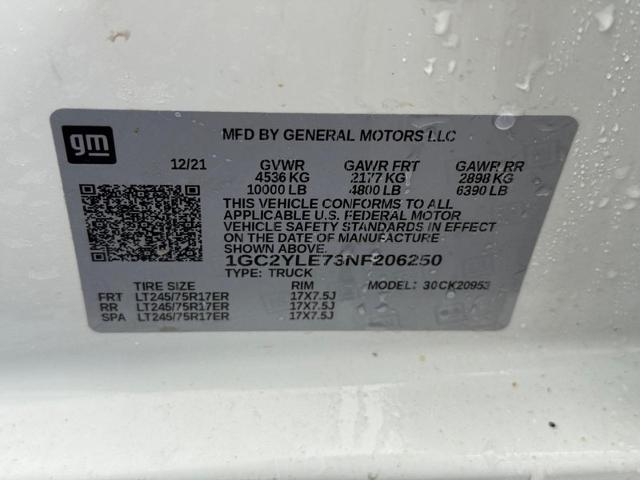 gm
MFD BY GENERAL MOTORS LLC
12/21 GVWR GAWR FRT GAWR RR
4536 KG 2177 KG 2898 KG
10000 LB 4800 LB 6390 LB
THIS VEHICLE CONFORMS TO ALL
APPLICABLE U.S. FEDERAL MOTOR
VEHICLE SAFETY STANDARDS IN EFFECT
ON THE DATE OF MANUFACTURE
SHOWN ABOVE.
1GC2YLE73NF206250
TYPE: TRUCK MODEL: 30CK20953
TIRE SIZE RIM
FRT LT245/75R17ER 17X7.5J
RR LT245/75R17ER 17X7.5J
SPA LT245/75R17ER 17X7.5J